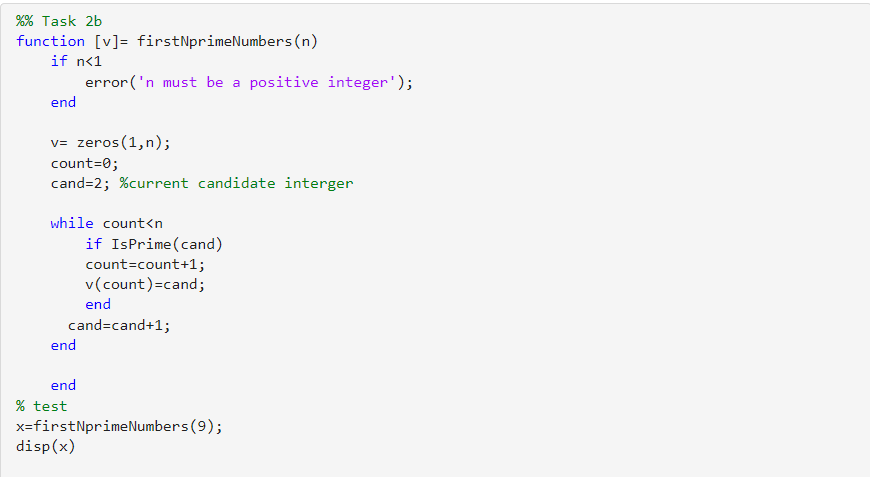 %% Task 2b
function [v]= firstNprimeNumbers(n)
if n<1
error('n must be a positive integer');
end
v= zeros(1,n);
count=0;
cand=2; %current candidate interger
while count<n
if IsPrime(cand)
count=count+1;
v(count)=cand;
end
cand=cand+1;
end
end
% test
x=firstNprimeNumbers(9);
disp(x)